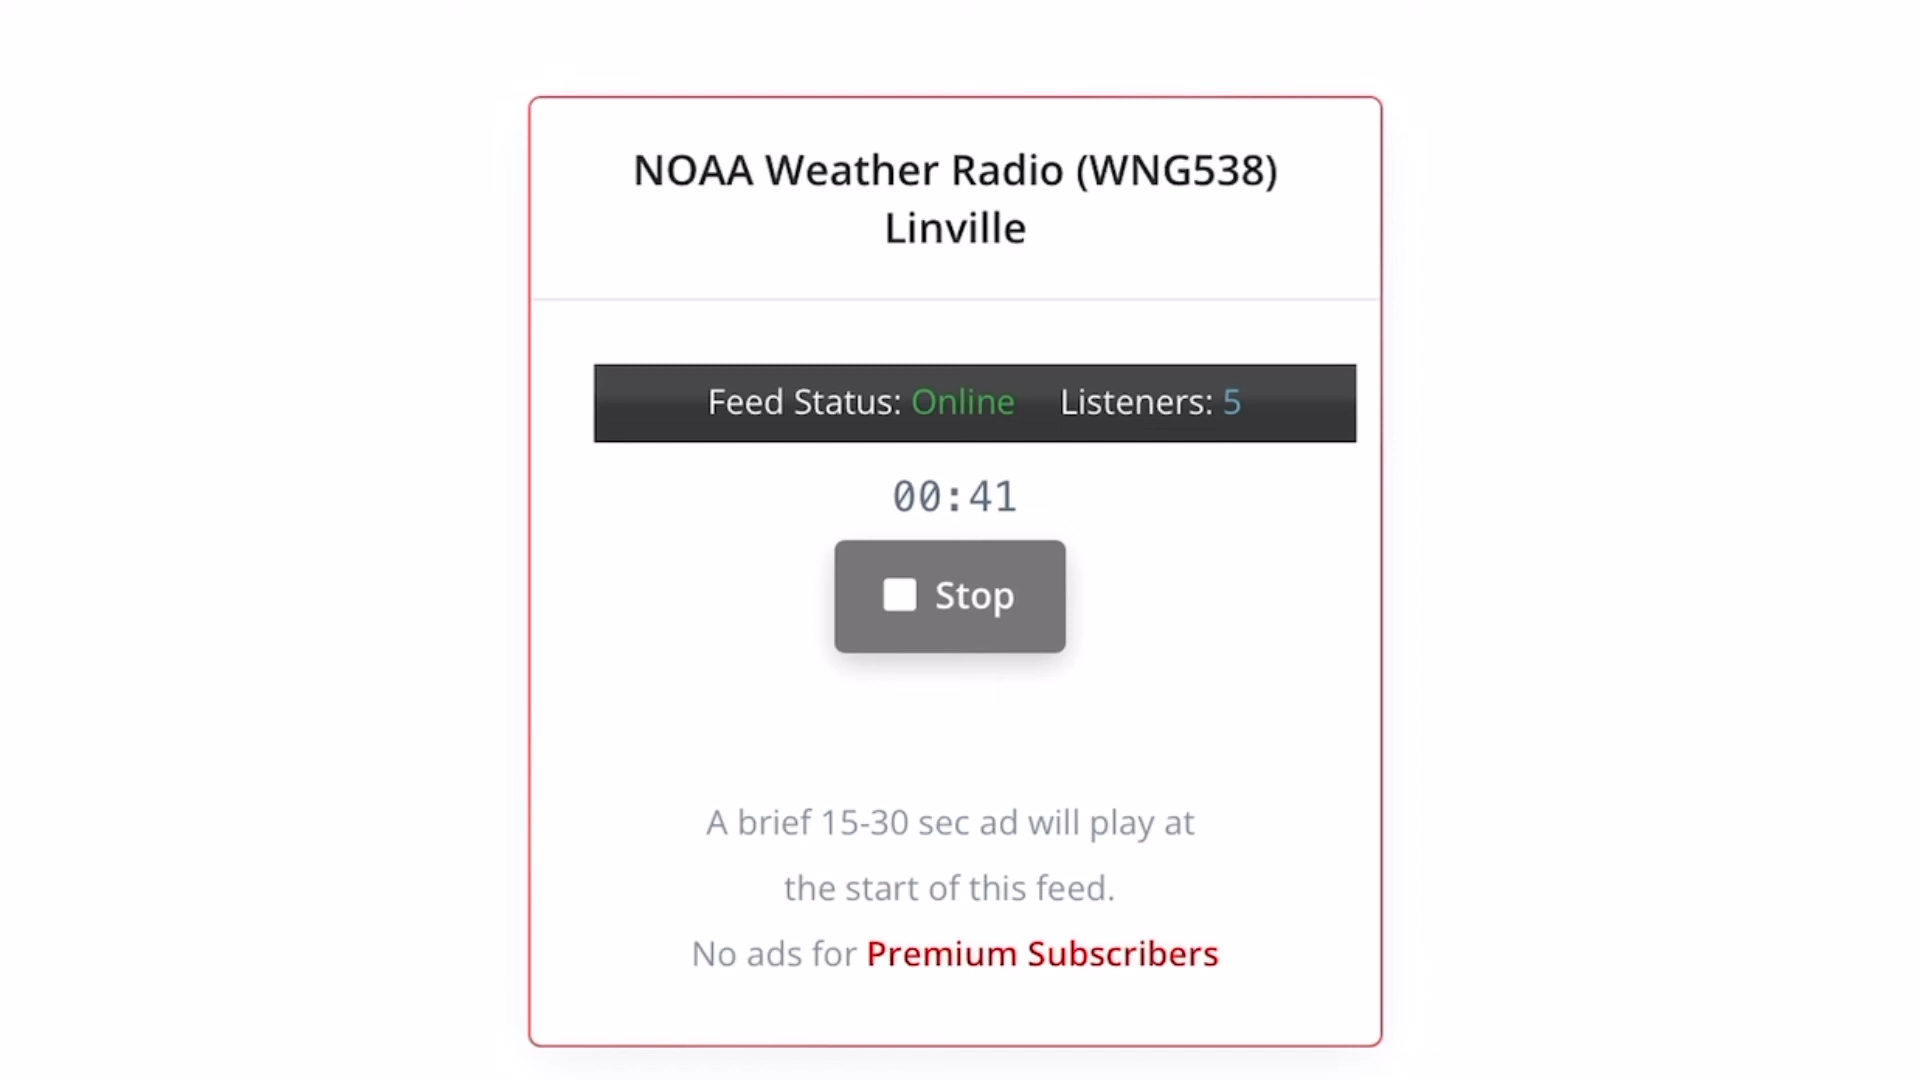 NOAA Weather Radio (WNG538)
Linville
Feed Status: Online Listeners: 5
00:41
Stop
A brief 15-30 sec ad will play at
the start of this feed.
No ads for Premium Subscribers